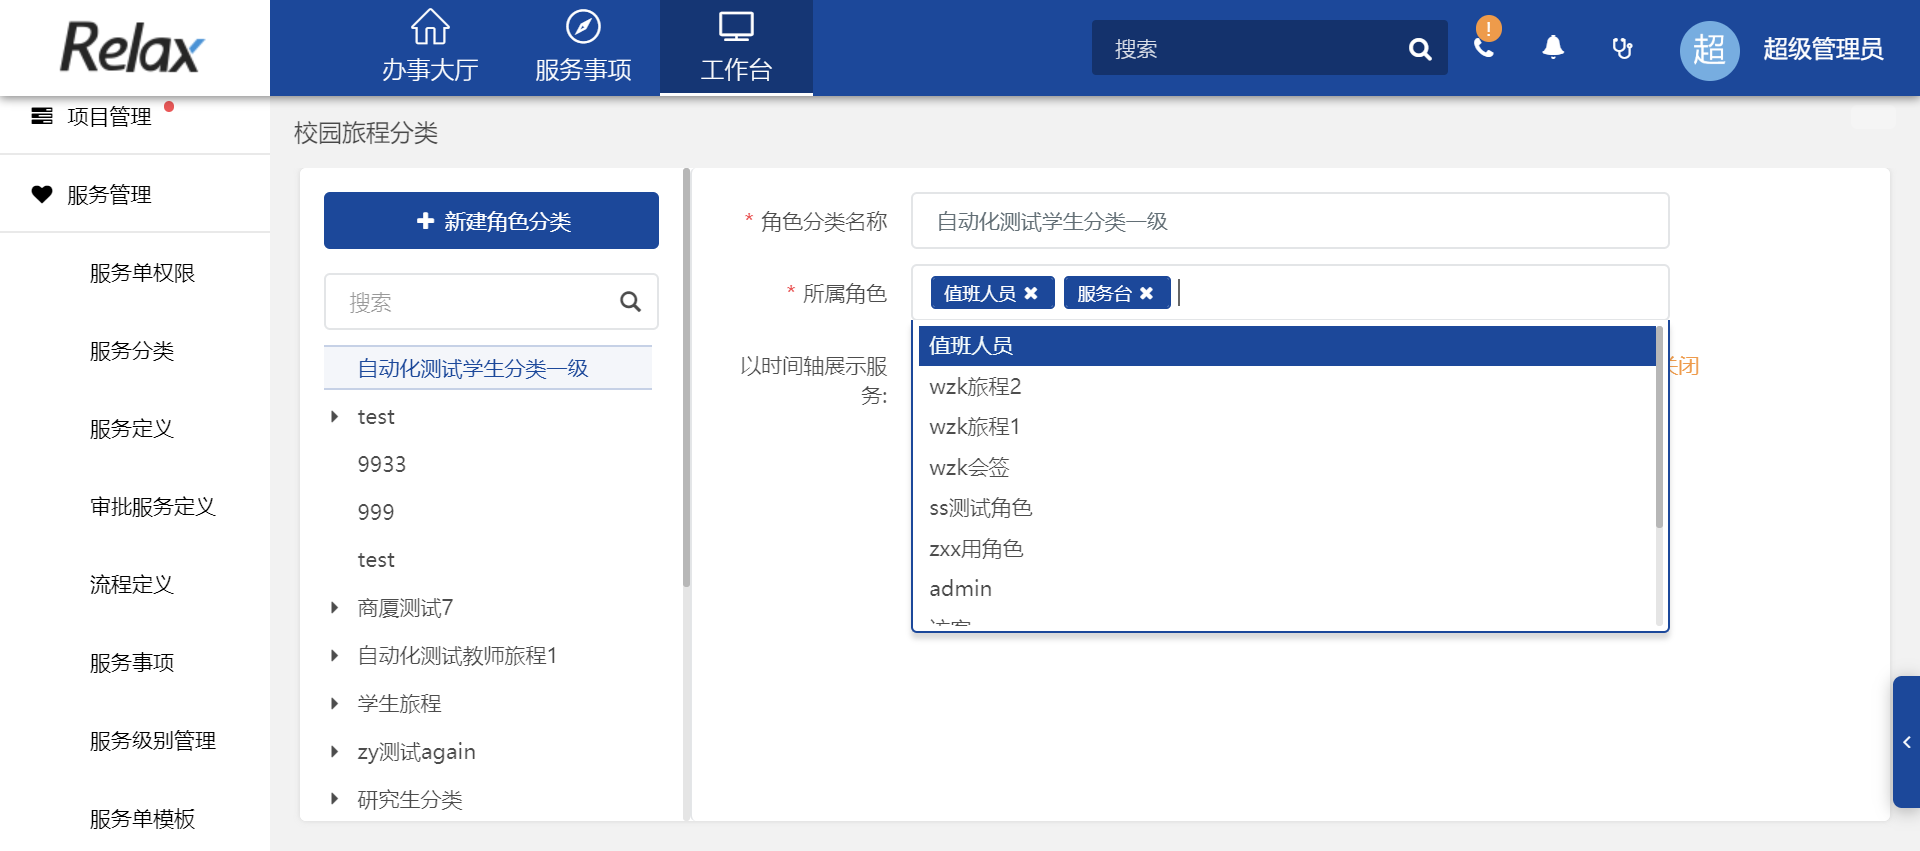 Relax
办事大厅
服务事项
工作台
搜索
!
超
超级管理员
项目管理
服务管理
服务单权限
服务分类
服务定义
审批服务定义
流程定义
服务事项
服务级别管理
服务单模板
校园旅程分类
新建角色分类
搜索
自动化测试学生分类一级
test
9933
999
test
商厦测试7
自动化测试教师旅程1
学生旅程
zy测试again
研究生分类
* 角色分类名称
自动化测试学生分类一级
* 所属角色
值班人员 ✖ 服务台 ✖
值班人员
wzk旅程2
wzk旅程1
wzk会签
ss测试角色
zxx用角色
admin
以时间轴展示服
务:
关闭